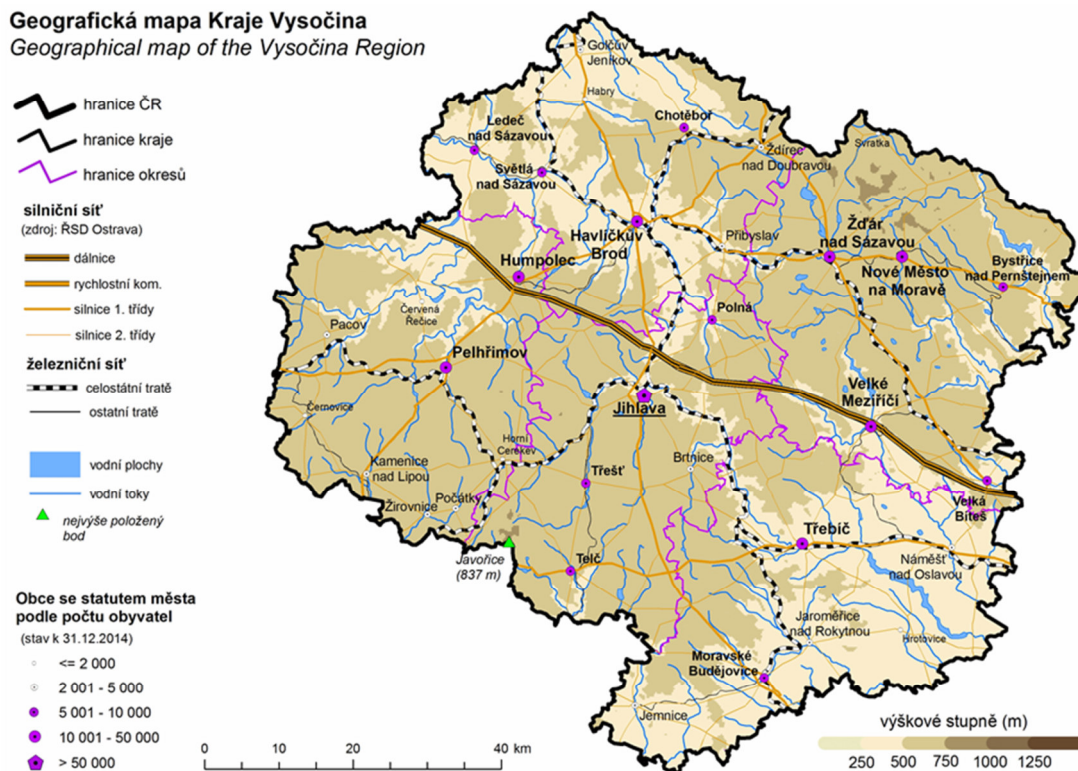 Geografická mapa Kraje Vysočina
Geographical map of the Vysočina Region
hranice ČR
hranice kraje
hranice okresů
silniční síť
(zdroj: ŘSD Ostrava)
dálnice
rychlostní kom.
silnice 1. třídy
silnice 2. třídy
železniční síť
celostátní tratě
ostatní tratě
vodní plochy
vodní toky
nejvýše položený
bod
Obce se statutem města
podle počtu obyvatel
(stav k 31.12.2014)
<= 2 000
2 001 - 5 000
5 001 - 10 000
10 001 - 50 000
> 50 000
0 10 20 40 km
výškové stupně (m)
250 500 750 1000 1250
Golčův
Jeníkov
Habry
Ledeč
nad Sázavou
Chotěboř
Světlá
nad Sázavou
Ždírec
nad Doubravou
Svratka
Havlíčkův
Brod
Přibyslav
Žďár
nad Sázavou
Humpolec
Nové Město
na Moravě
Bystřice
nad Pernštejnem
Červená
Řečice
Pacov
Polná
Pelhřimov
Velké
Meziříčí
Jihlava
Černovice
Horní
Cerekev
Brtnice
Kamenice
nad Lipou
Třešť
Počátky
Žirovnice
Velká
Bíteš
Třebíč
Javořice
(837 m)
Telč
Náměšť
nad Oslavou
Jaroměřice
nad Rokytnou
Hrotovice
Moravské
Budějovice
Jemnice